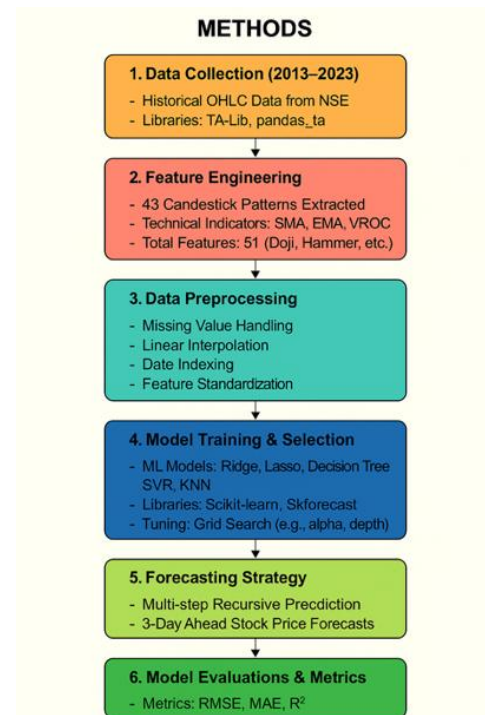 METHODS
1. Data Collection (2013–2023)
- Historical OHLC Data from NSE
- Libraries: TA-Lib, pandas_ta
2. Feature Engineering
- 43 Candestick Patterns Extracted
- Technical Indicators: SMA, EMA, VROC
- Total Features: 51 (Doji, Hammer, etc.)
3. Data Preprocessing
- Missing Value Handling
- Linear Interpolation
- Date Indexing
- Feature Standardization
4. Model Training & Selection
- ML Models: Ridge, Lasso, Decision Tree
SVR, KNN
- Libraries: Scikit-learn, Skforecast
- Tuning: Grid Search (e.g., alpha, depth)
5. Forecasting Strategy
- Multi-step Recursive Precdiction
- 3-Day Ahead Stock Price Forecasts
6. Model Evaluations & Metrics
- Metrics: RMSE, MAE, R²